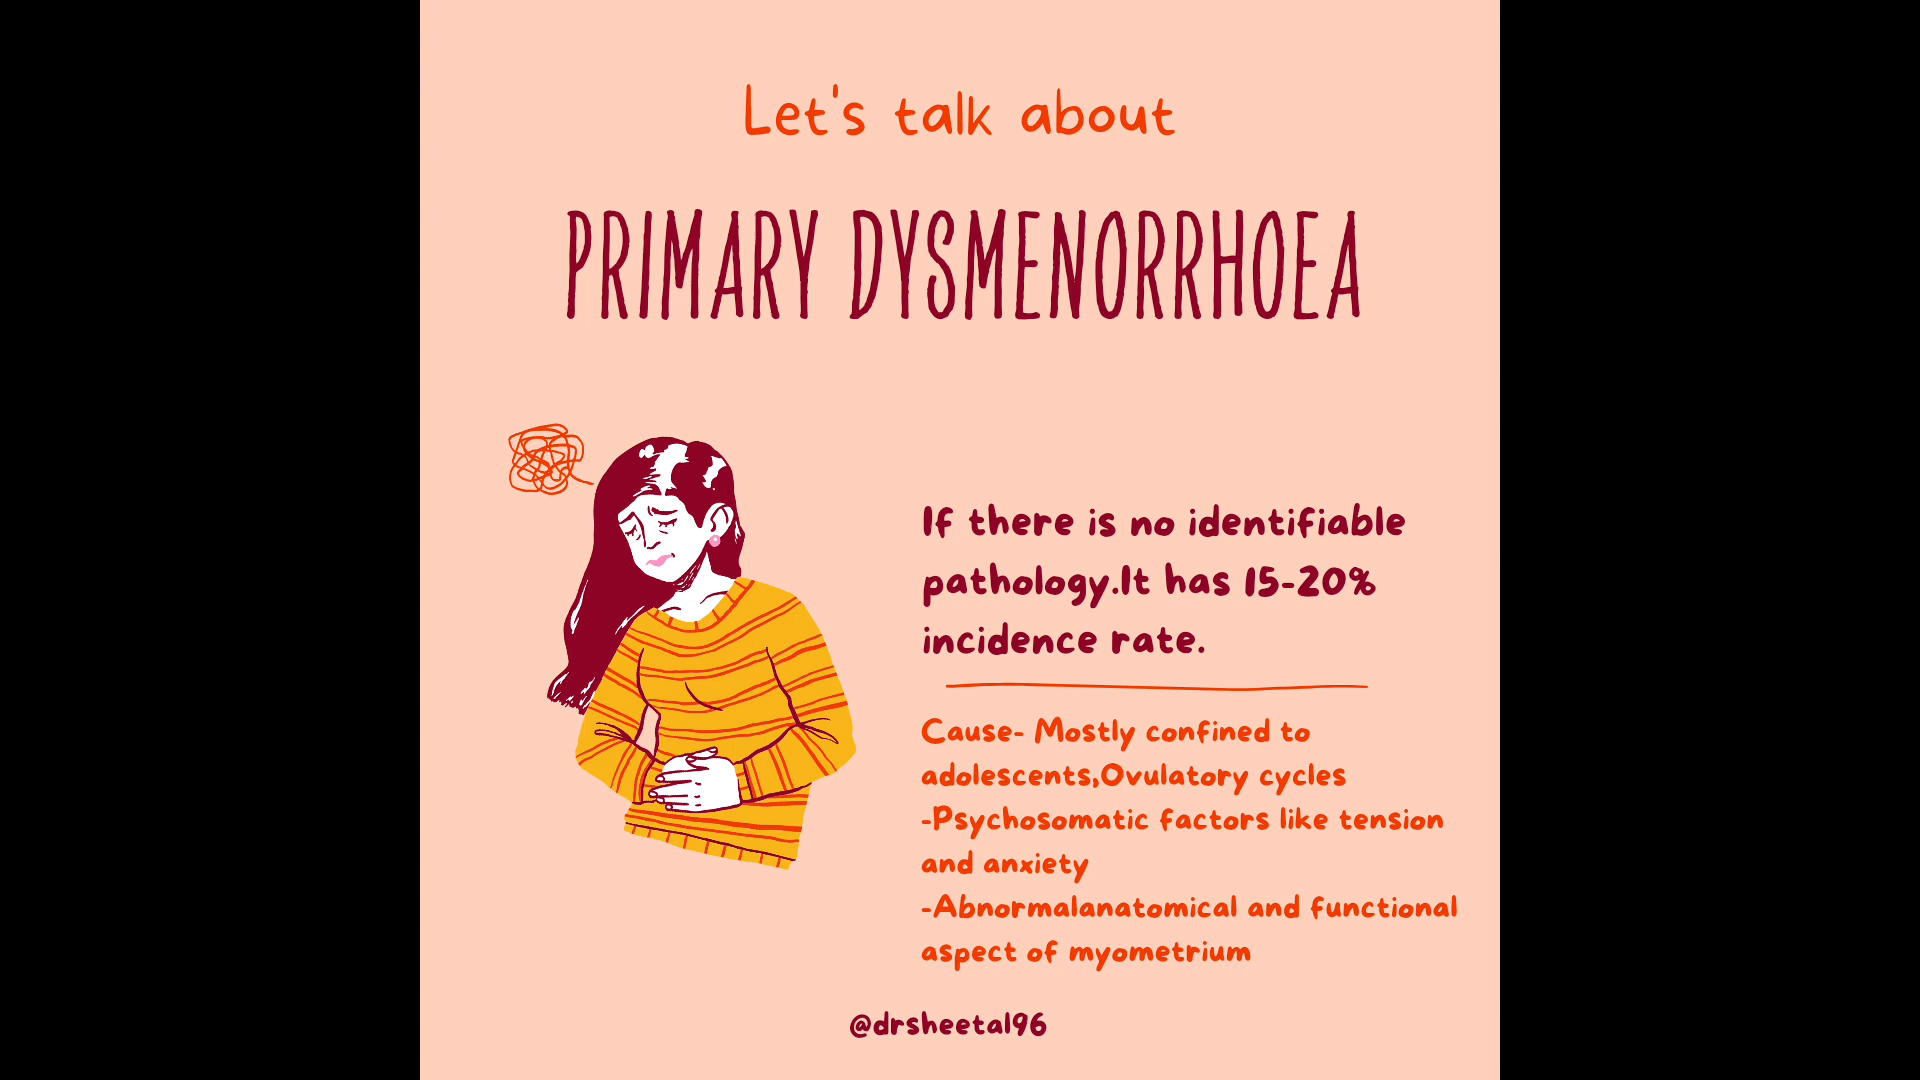 Let's talk about
PRIMARY DYSMENORRHOEA
If there is no identifiable
pathology.It has 15-20%
incidence rate.
Cause- Mostly confined to
adolescents,Ovulatory cycles
-Psychosomatic factors like tension
and anxiety
-Abnormalanatomical and functional
aspect of myometrium
@drsheetal96